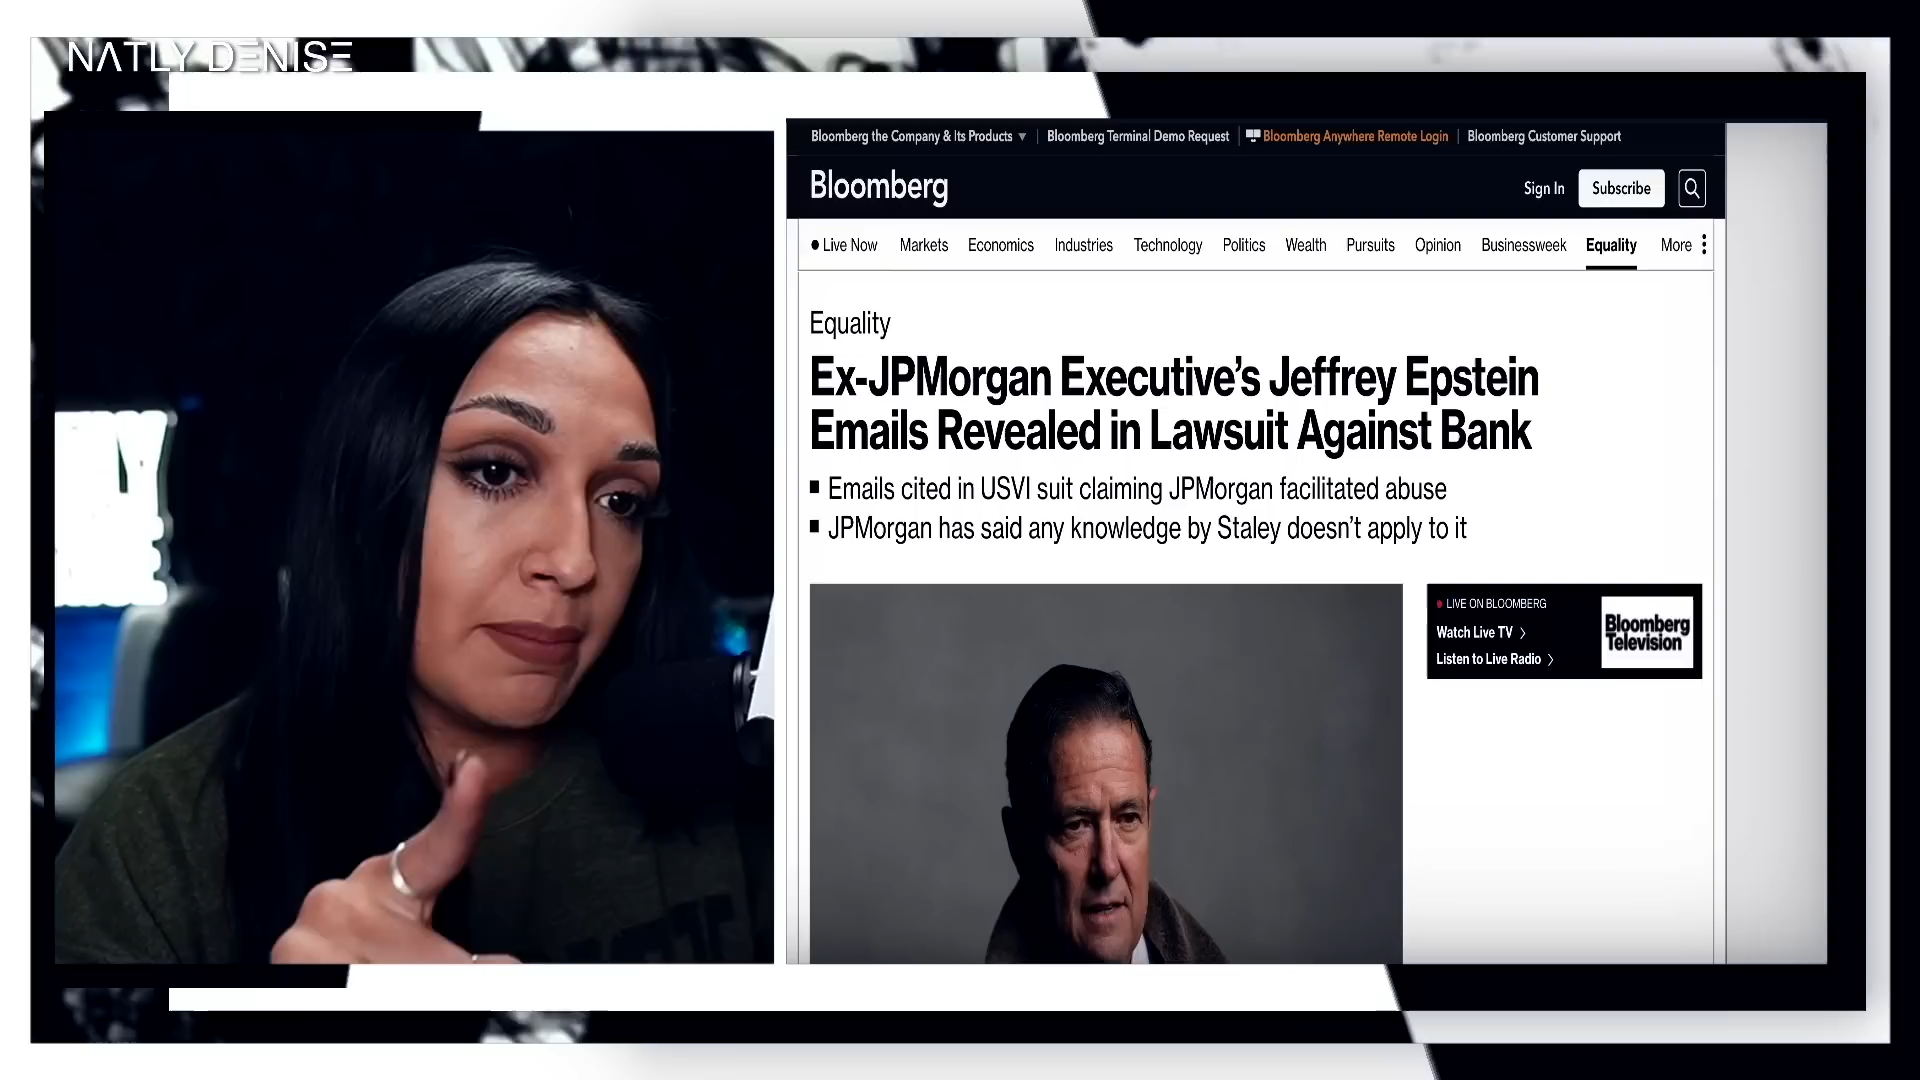 NATLY DENISE
Bloomberg the Company & Its Products ▼ | Bloomberg Terminal Demo Request | Bloomberg Anywhere Remote Login | Bloomberg Customer Support
Bloomberg
Sign In
Subscribe
Live Now Markets Economics Industries Technology Politics Wealth Pursuits Opinion Businessweek Equality More
Equality
Ex-JPMorgan Executive's Jeffrey Epstein
Emails Revealed in Lawsuit Against Bank
Emails cited in USVI suit claiming JPMorgan facilitated abuse
JPMorgan has said any knowledge by Staley doesn't apply to it
LIVE ON BLOOMBERG
Watch Live TV
Listen to Live Radio
Bloomberg
Television